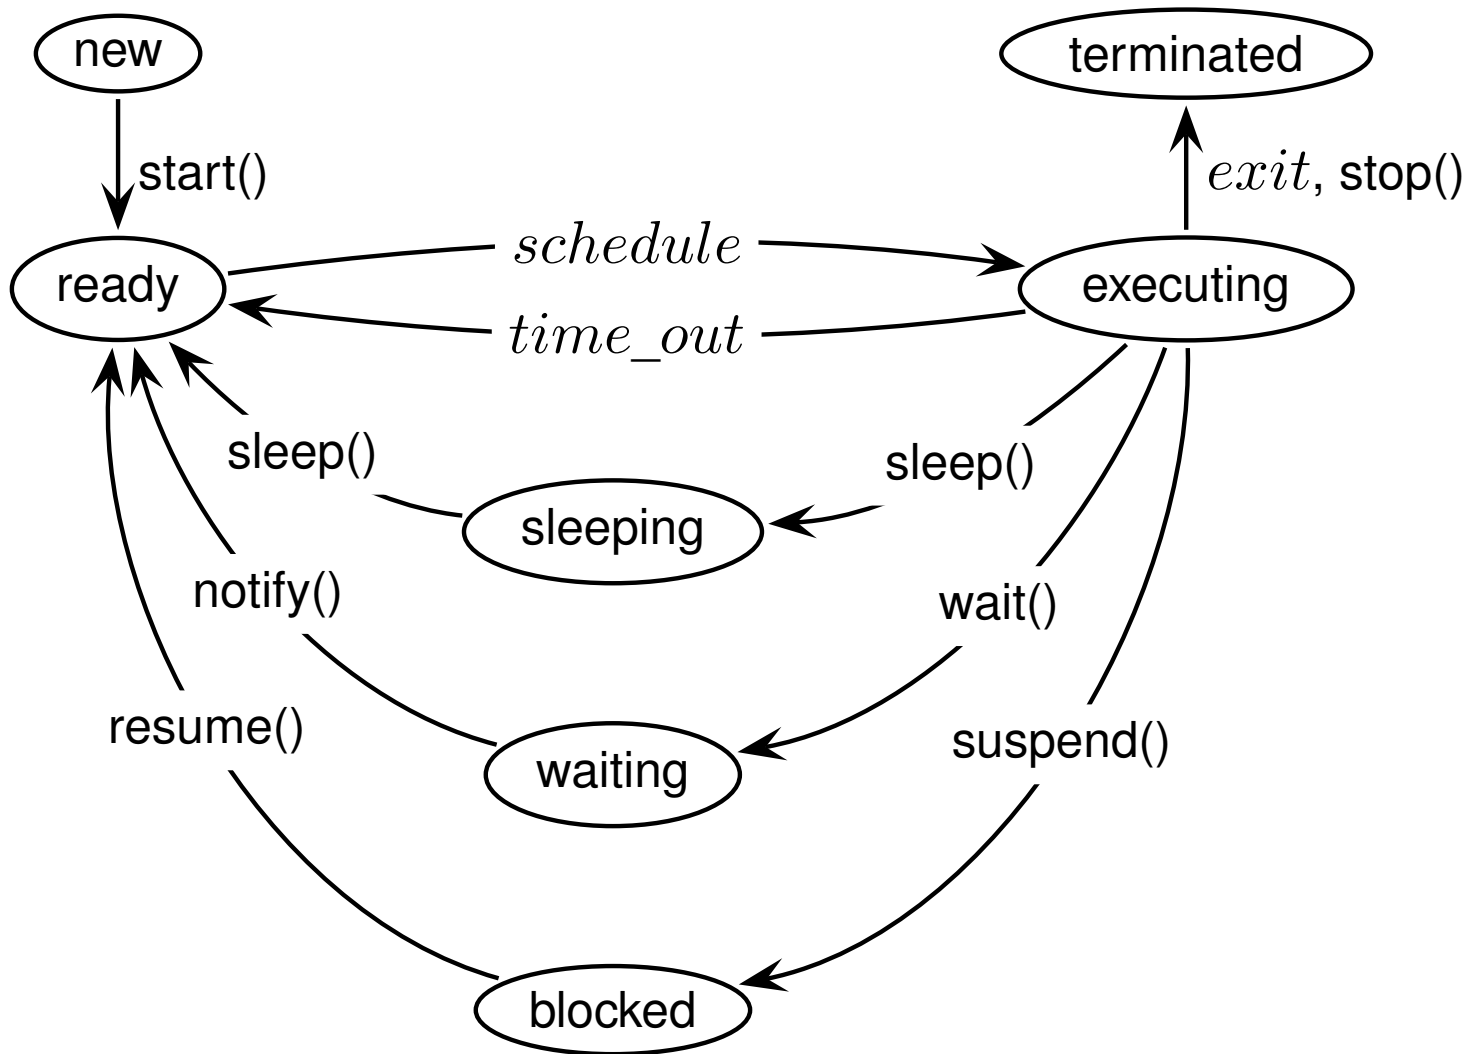 new
terminated
start()
exit, stop()
schedule
ready
executing
time_out
sleep()
sleep()
sleeping
notify()
wait()
resume()
suspend()
waiting
blocked